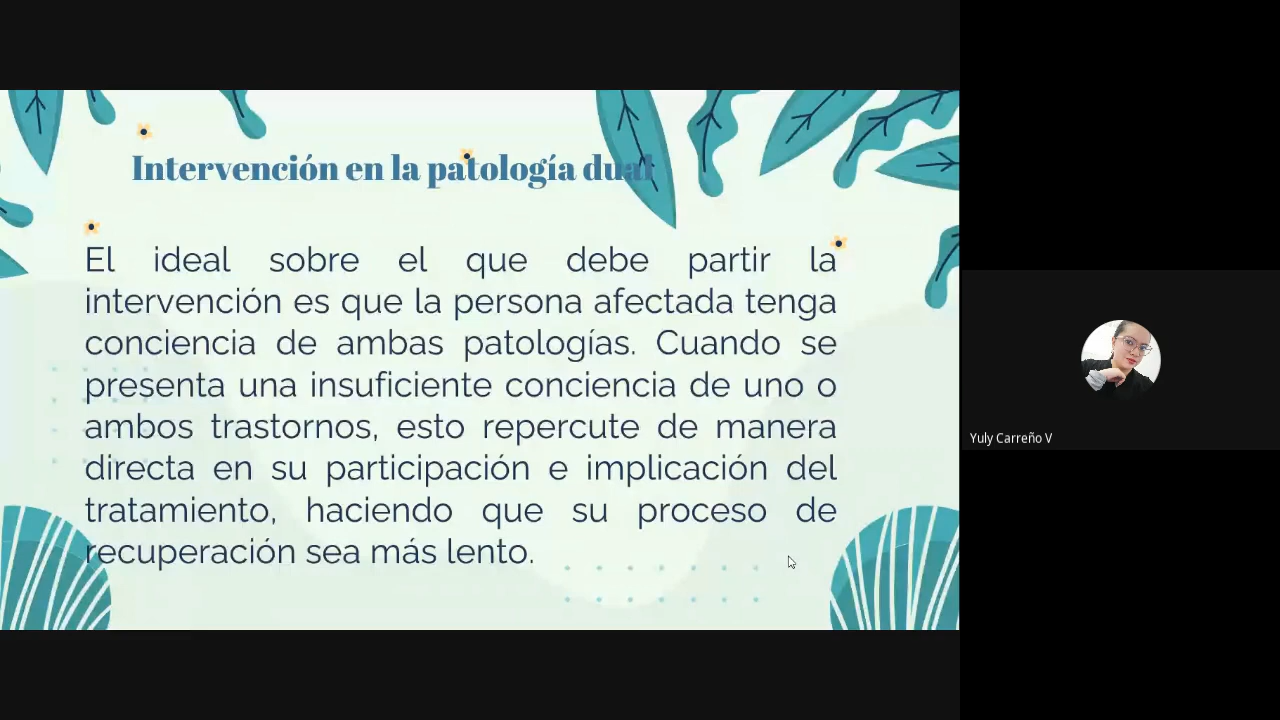 Intervención en la patología dual
El ideal sobre el que debe partir la
intervención es que la persona afectada tenga
conciencia de ambas patologías. Cuando se
presenta una insuficiente conciencia de uno o
ambos trastornos, esto repercute de manera
directa en su participación e implicación del
tratamiento, haciendo que su proceso de
recuperación sea más lento.
Yuly Carreño V